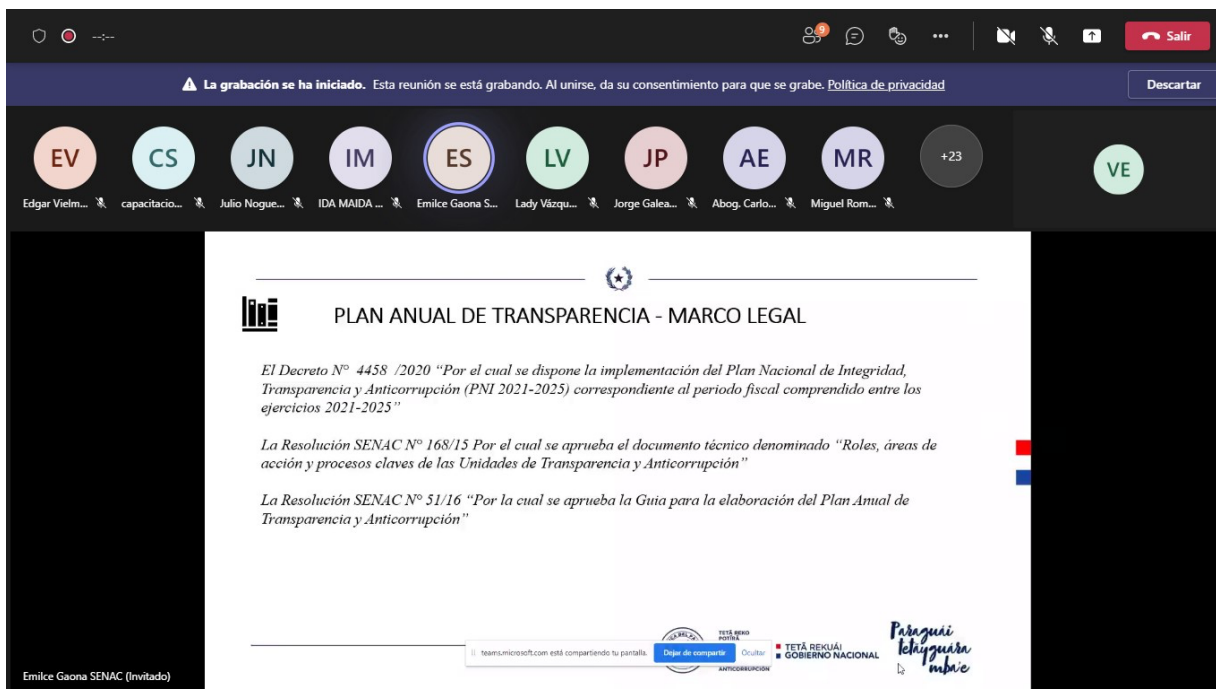 --:--
9
Salir
La grabación se ha iniciado. Esta reunión se está grabando. Al unirse, da su consentimiento para que se grabe. Política de privacidad
Descartar
EV
CS
JN
IM
ES
LV
JP
AE
MR
+23
VE
Edgar Vielm...
capacitacio...
Julio Nogue...
IDA MAIDA ...
Emilce Gaona S...
Lady Vázqu...
Jorge Galea...
Abog. Carlo...
Miguel Rom...
PLAN ANUAL DE TRANSPARENCIA - MARCO LEGAL
El Decreto N° 4458 /2020 “Por el cual se dispone la implementación del Plan Nacional de Integridad,
Transparencia y Anticorrupción (PNI 2021-2025) correspondiente al periodo fiscal comprendido entre los
ejercicios 2021-2025”
La Resolución SENAC N° 168/15 Por el cual se aprueba el documento técnico denominado “Roles, áreas de
acción y procesos claves de las Unidades de Transparencia y Anticorrupción”
La Resolución SENAC N° 51/16 “Por la cual se aprueba la Guia para la elaboración del Plan Anual de
Transparencia y Anticorrupción”
TETÃ REKO
POTĨRÃ
ANTICORRUPCIÓN
teams.microsoft.com está compartiendo tu pantalla.
Dejar de compartir
Ocultar
TETÃ REKUÁI
GOBIERNO NACIONAL
Paraguái
tetãyguára
mba'e
Emilce Gaona SENAC (Invitado)